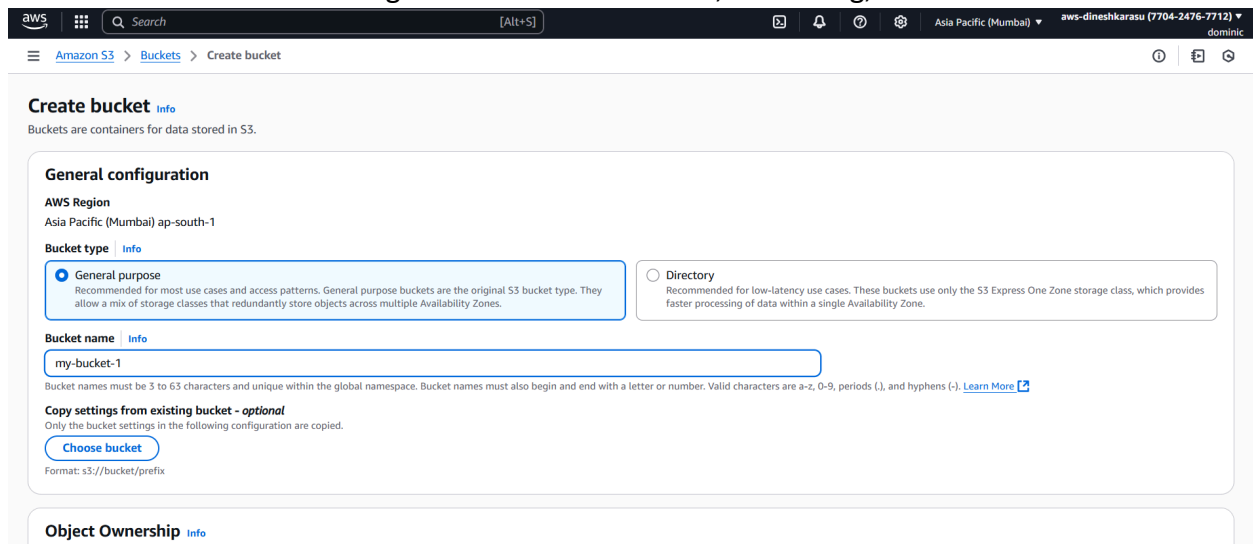 aws
Search
[Alt+S]
Asia Pacific (Mumbai) ▼
aws-dineshkarasu (7704-2476-7712) ▼
dominic
Amazon S3 > Buckets > Create bucket
Create bucket Info
Buckets are containers for data stored in S3.
General configuration
AWS Region
Asia Pacific (Mumbai) ap-south-1
Bucket type Info
General purpose
Recommended for most use cases and access patterns. General purpose buckets are the original S3 bucket type. They
allow a mix of storage classes that redundantly store objects across multiple Availability Zones.
Directory
Recommended for low-latency use cases. These buckets use only the S3 Express One Zone storage class, which provides
faster processing of data within a single Availability Zone.
Bucket name Info
my-bucket-1
Bucket names must be 3 to 63 characters and unique within the global namespace. Bucket names must also begin and end with a letter or number. Valid characters are a-z, 0-9, periods (.), and hyphens (-). Learn More
Copy settings from existing bucket - optional
Only the bucket settings in the following configuration are copied.
Choose bucket
Format: s3://bucket/prefix
Object Ownership Info